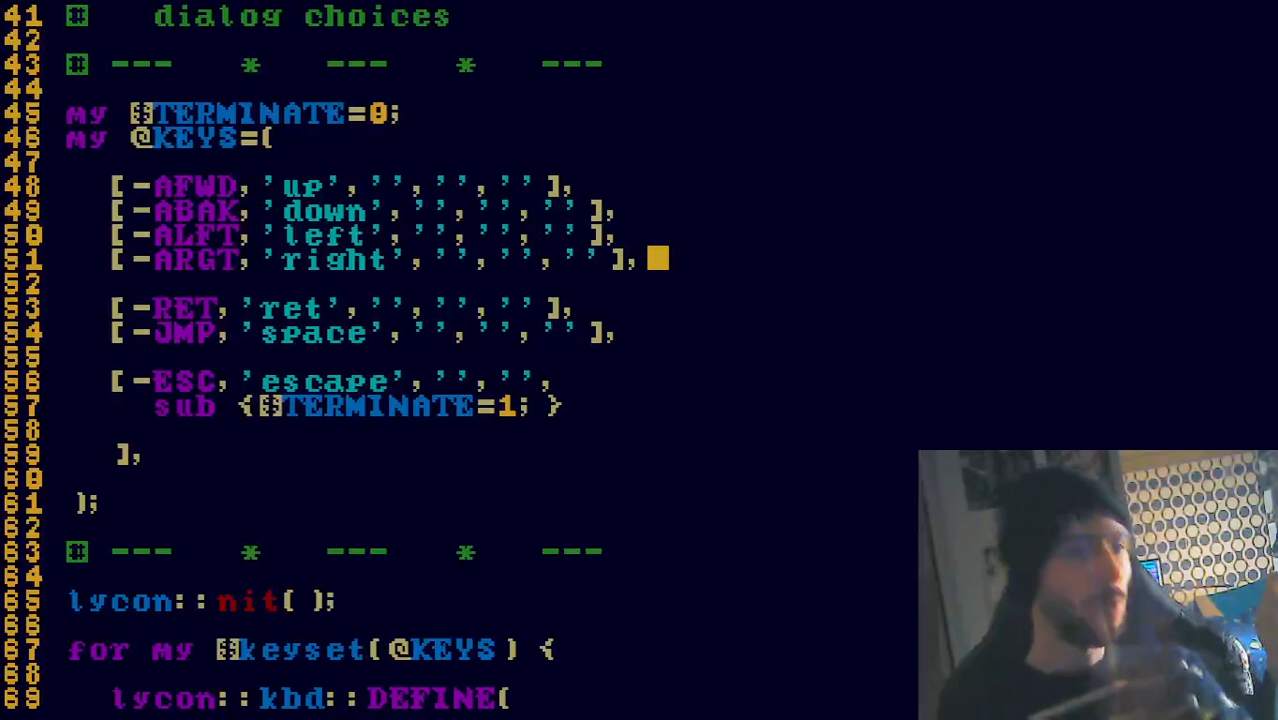 41 #   dialog choices
42
43 # ---   *   ---   *   ---
44
45 my $TERMINATE=0;
46 my @KEYS=(
47
48   [-AFWD,'up','','','' ],
49   [-ABAK,'down','','','' ],
50   [-ALFT,'left','','','' ],
51   [-ARGT,'right','','','' ],
52
53   [-RET,'ret','','','' ],
54   [-JMP,'space','','','' ],
55
56   [-ESC,'escape','','',
57     sub {$TERMINATE=1; }
58
59   ],
60
61 );
62
63 # ---   *   ---   *   ---
64
65 lycon::nit( );
66
67 for my $keyset(@KEYS ) {
68
69   lycon::kbd::DEFINE(